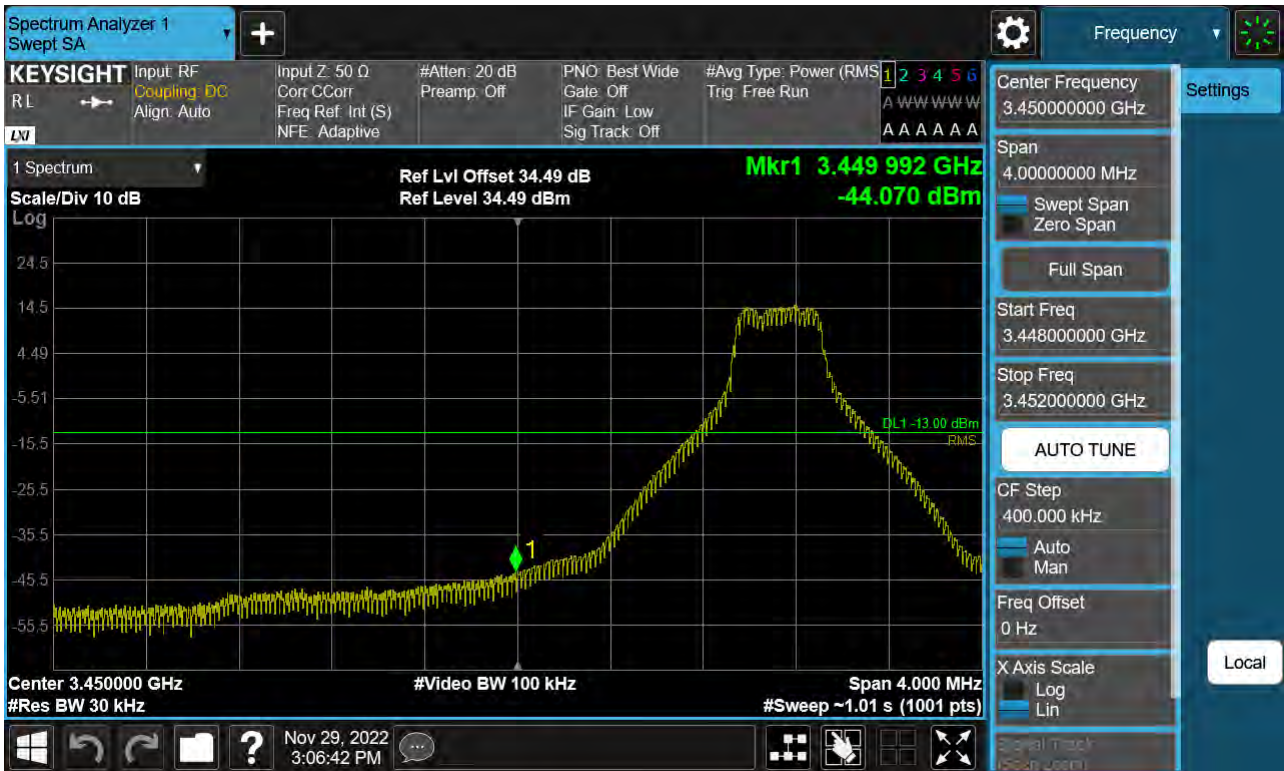 Spectrum Analyzer 1
Swept SA
Frequency
KEYSIGHT
RL
LXI
Input: RF
Coupling: DC
Align: Auto
Input Z: 50 Ω
Corr CCorr
Freq Ref: Int (S)
NFE: Adaptive
#Atten: 20 dB
Preamp: Off
PNO: Best Wide
Gate: Off
IF Gain: Low
Sig Track: Off
#Avg Type: Power (RMS
Trig: Free Run
1 2 3 4 5 6
A W W W W W
A A A A A A
1 Spectrum
Scale/Div 10 dB
Log
Ref Lvl Offset 34.49 dB
Ref Level 34.49 dBm
Mkr1 3.449 992 GHz
-44.070 dBm
24.5
14.5
4.49
-5.51
-15.5
-25.5
-35.5
-45.5
-55.5
DL1 -13.00 dBm
RMS
1
Center 3.450000 GHz
#Res BW 30 kHz
#Video BW 100 kHz
Span 4.000 MHz
#Sweep ~1.01 s (1001 pts)
Center Frequency
3.450000000 GHz
Settings
Span
4.00000000 MHz
Swept Span
Zero Span
Full Span
Start Freq
3.448000000 GHz
Stop Freq
3.452000000 GHz
AUTO TUNE
CF Step
400.000 kHz
Auto
Man
Freq Offset
0 Hz
X Axis Scale
Log
Lin
Local
Signal Track
(Span Zoom)
?
Nov 29, 2022
3:06:42 PM